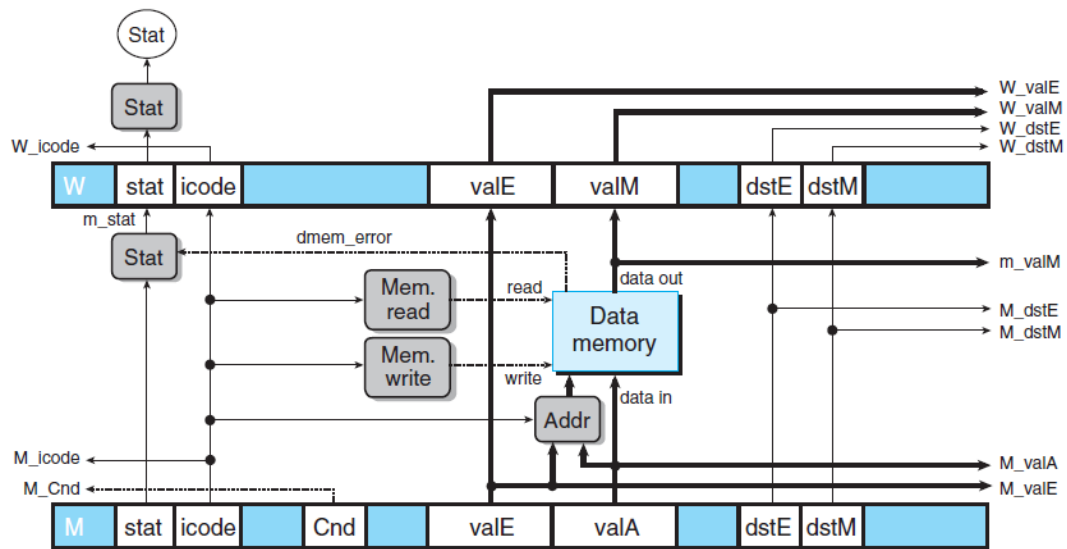 Stat
Stat
W_valE
W_valM
W_dstE
W_icode
W_dstM
W stat icode valE valM dstE dstM
m_stat
dmem_error
Stat
m_valM
data out
Mem.
read
read
Data
memory
M_dstE
M_dstM
Mem.
write
write
data in
Addr
M_icode
M_valA
M_Cnd
M_valE
M stat icode Cnd valE valA dstE dstM